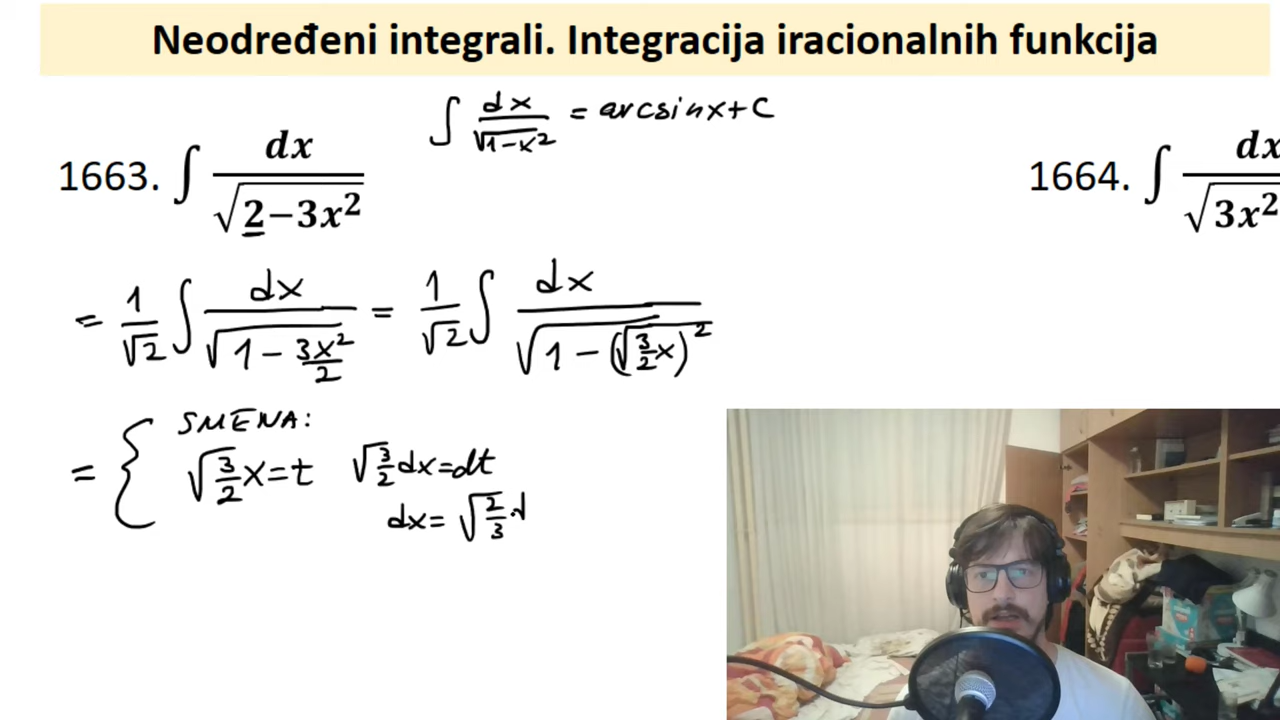 Neodređeni integrali. Integracija iracionalnih funkcija
∫ dx/√(1-x²) = arcsinx+C
1663. ∫ dx/√(2-3x²)
1664. ∫ dx/√(3x²
= 1/√2 ∫ dx/√(1-3x²/2) = 1/√2 ∫ dx/√(1-(√(3/2)x)²)
= { SMENA:
√(3/2)x=t √(3/2)dx=dt
dx=√(2/3)·